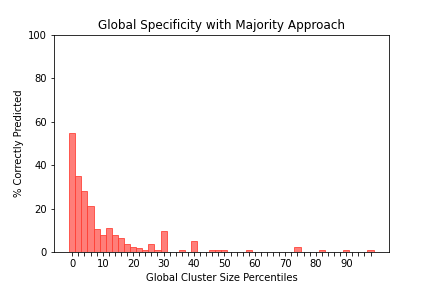 Global Specificity with Majority Approach
100
80
60
40
20
0
% Correctly Predicted
0 10 20 30 40 50 60 70 80 90
Global Cluster Size Percentiles